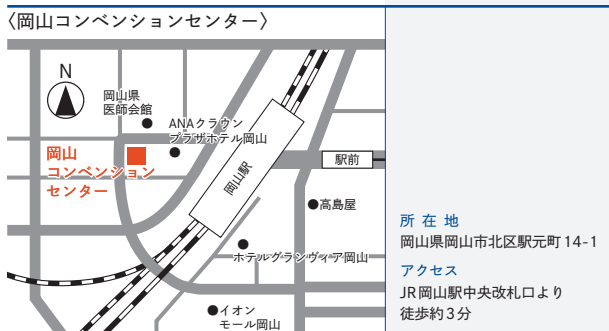 〈岡山コンベンションセンター〉
N
岡山県
医師会館
ANAクラウン
プラザホテル岡山
岡山
コンベンション
センター
岡山駅
駅前
高島屋
ホテルグランヴィア岡山
イオン
モール岡山
所在地
岡山県岡山市北区駅元町14-1
アクセス
JR岡山駅中央改札口より
徒歩約3分